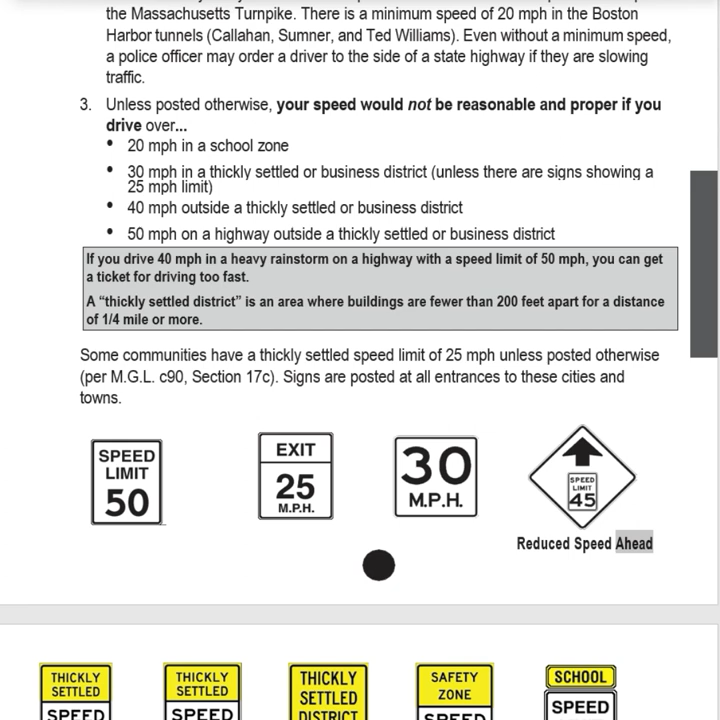 the Massachusetts Turnpike. There is a minimum speed of 20 mph in the Boston
Harbor tunnels (Callahan, Sumner, and Ted Williams). Even without a minimum speed,
a police officer may order a driver to the side of a state highway if they are slowing
traffic.
3. Unless posted otherwise, your speed would not be reasonable and proper if you
drive over...
• 20 mph in a school zone
• 30 mph in a thickly settled or business district (unless there are signs showing a
25 mph limit)
• 40 mph outside a thickly settled or business district
• 50 mph on a highway outside a thickly settled or business district
If you drive 40 mph in a heavy rainstorm on a highway with a speed limit of 50 mph, you can get
a ticket for driving too fast.
A “thickly settled district” is an area where buildings are fewer than 200 feet apart for a distance
of 1/4 mile or more.
Some communities have a thickly settled speed limit of 25 mph unless posted otherwise
(per M.G.L. c90, Section 17c). Signs are posted at all entrances to these cities and
towns.
SPEED
LIMIT
50
EXIT
25
M.P.H.
30
M.P.H.
SPEED
LIMIT
45
Reduced Speed Ahead
THICKLY
SETTLED
SPEED
THICKLY
SETTLED
SPEED
THICKLY
SETTLED
DISTRICT
SAFETY
ZONE
SPEED
SCHOOL
SPEED